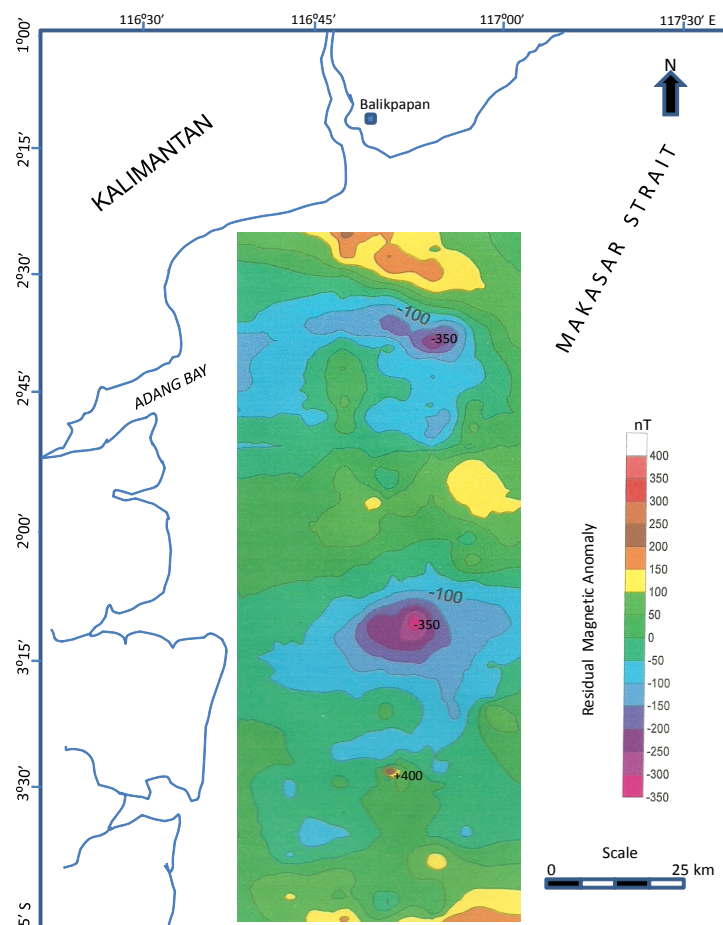 116°30'
116°45'
117°00'
117°30' E
1°00'
N
Balikpapan
KALIMANTAN
2°15'
MAKASAR STRAIT
2°30'
-100
-350
2°45'
ADANG BAY
nT
400
350
300
250
200
150
100
50
0
-50
-100
-150
-200
-250
-300
-350
Residual Magnetic Anomaly
2°00'
-100
-350
3°15'
+400
3°30'
Scale
0
25 km
5' S